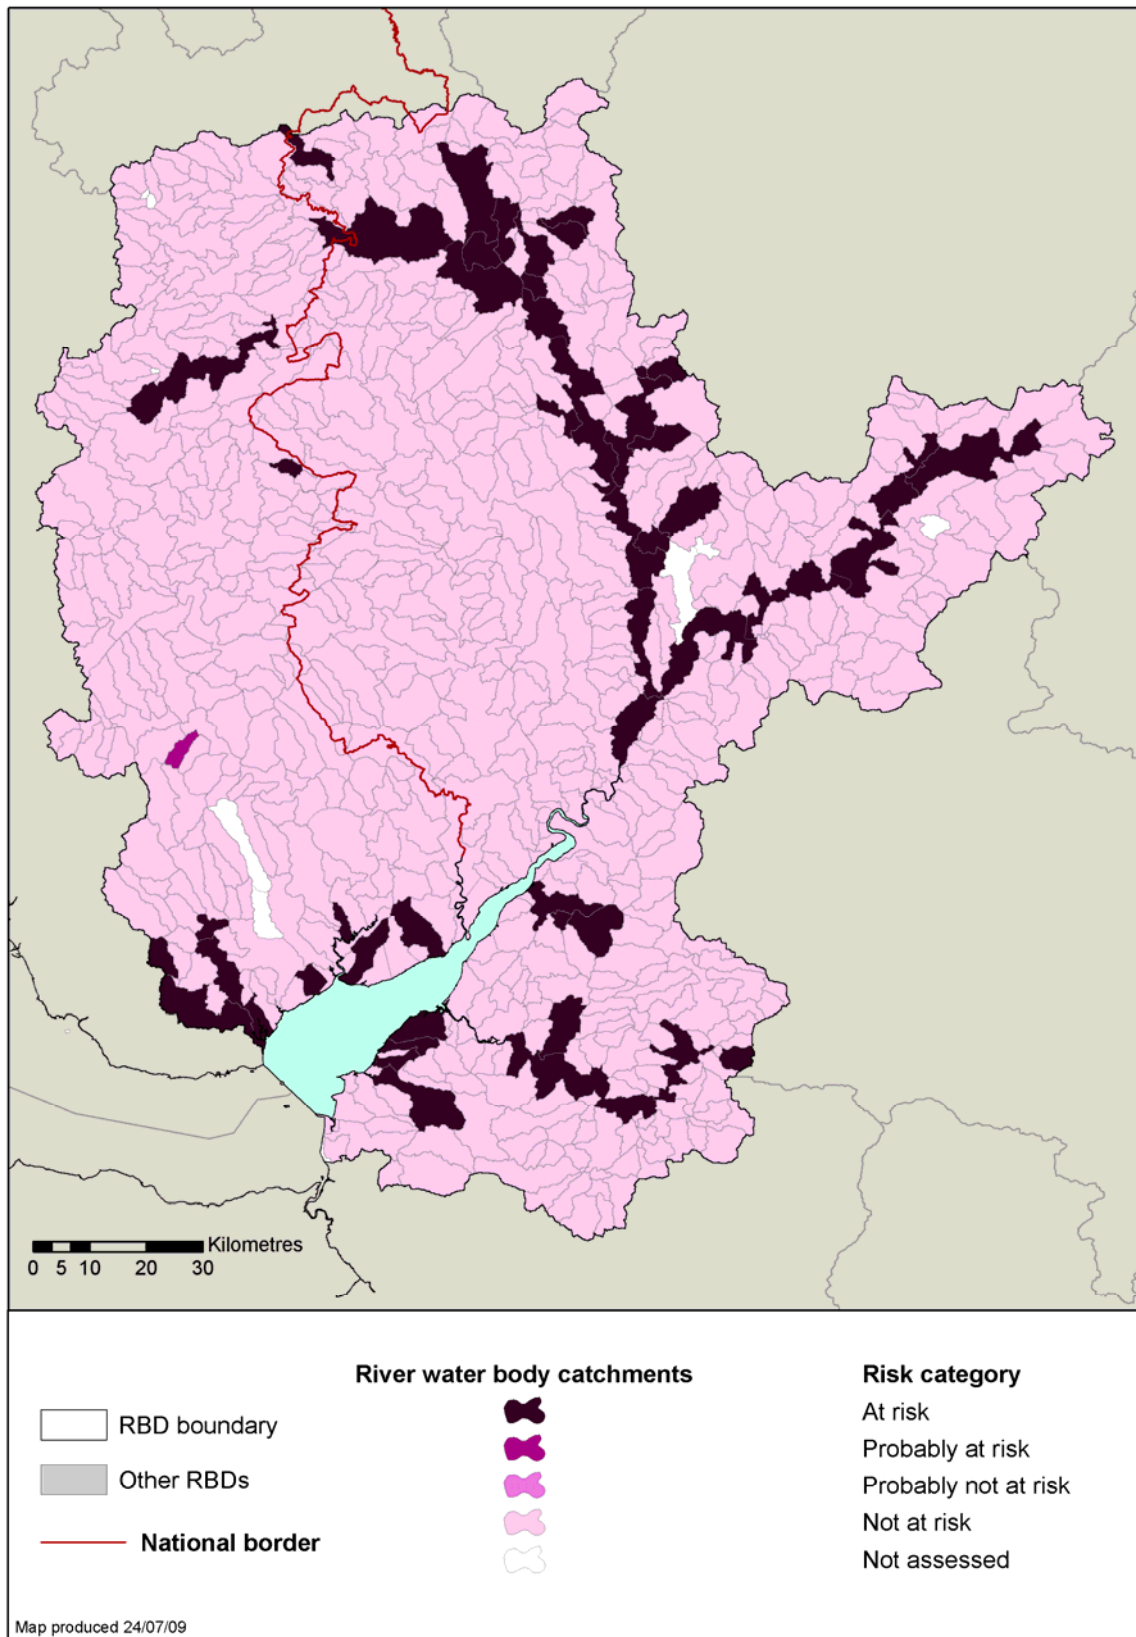 Kilometres
0 5 10 20 30
River water body catchments
Risk category
RBD boundary
Other RBDs
National border
At risk
Probably at risk
Probably not at risk
Not at risk
Not assessed
Map produced 24/07/09